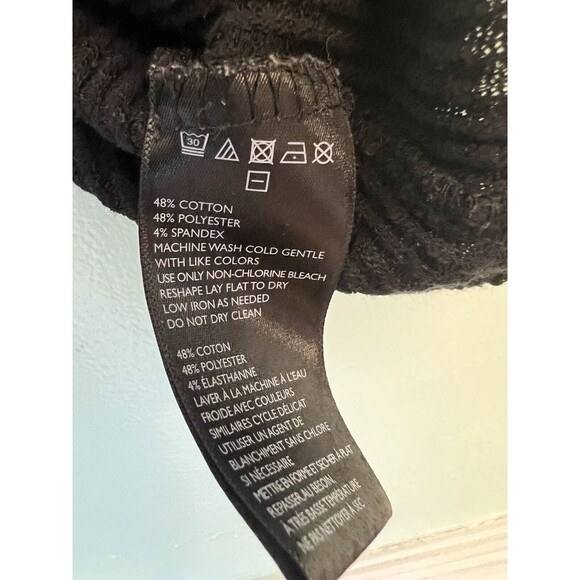 30
48% COTTON
48% POLYESTER
4% SPANDEX
MACHINE WASH COLD GENTLE
WITH LIKE COLORS
USE ONLY NON-CHLORINE BLEACH
RESHAPE LAY FLAT TO DRY
LOW IRON AS NEEDED
DO NOT DRY CLEAN
48% COTON
48% POLYESTER
4% ÉLASTHANNE
LAVER À LA MACHINE À L'EAU
FROIDE AVEC COULEURS
SIMILAIRES CYCLE DÉLICAT
UTILISER UN AGENT DE
BLANCHIMENT SANS CHLORE
SI NÉCESSAIRE
METTRE EN FORME ET SÉCHER À PLAT
REPASSER AU BESOIN,
À TRÈS BASSE TEMPÉRATURE
NE PAS NETTOYER À SEC